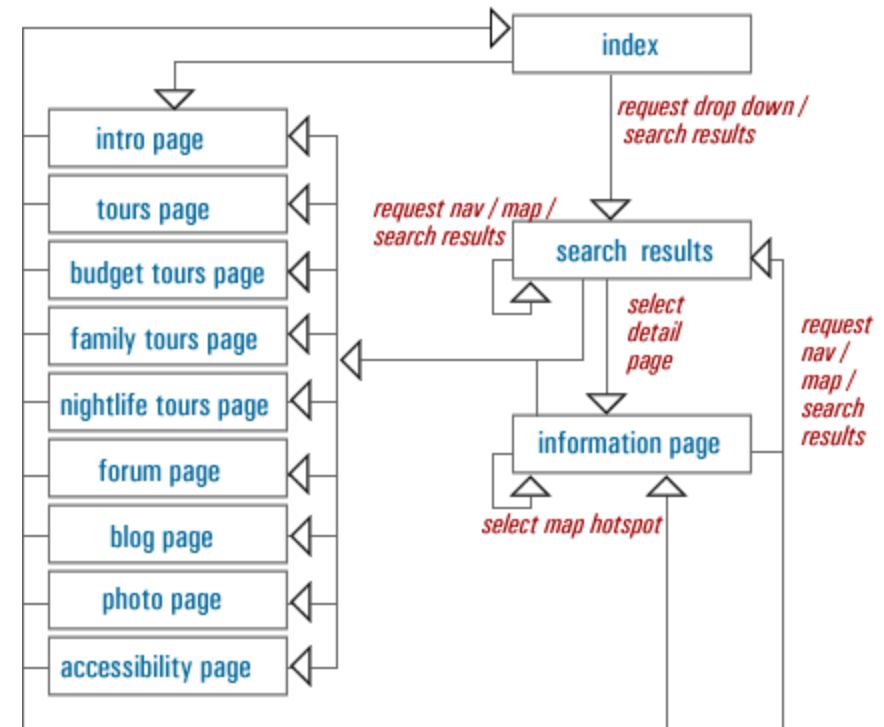 index
request drop down /
search results
intro page
tours page
budget tours page
family tours page
nightlife tours page
forum page
blog page
photo page
accessibility page
request nav / map /
search results
search results
select
detail
page
request
nav /
map /
search
results
information page
select map hotspot